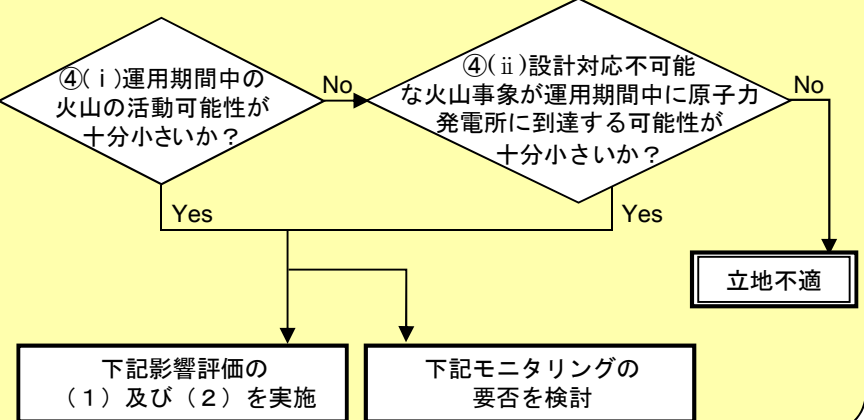 ④(ⅰ)運用期間中の
火山の活動可能性が
十分小さいか？
No
④(ⅱ)設計対応不可能
な火山事象が運用期間中に原子力
発電所に到達する可能性が
十分小さいか？
No
Yes
Yes
立地不適
下記影響評価の
（１）及び（２）を実施
下記モニタリングの
要否を検討